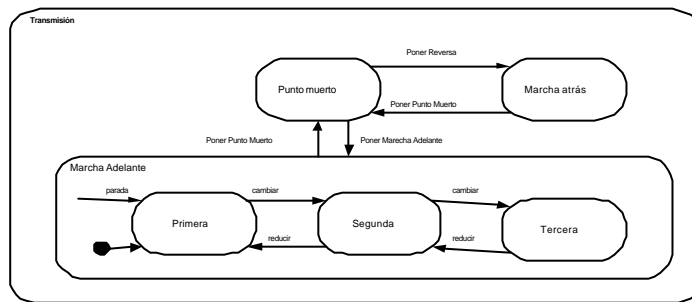 Transmisión
Poner Reversa
Punto muerto
Marcha atrás
Poner Punto Muerto
Poner Punto Muerto
Poner Marecha Adelante
Marcha Adelante
parada
cambiar
cambiar
Primera
Segunda
Tercera
reducir
reducir